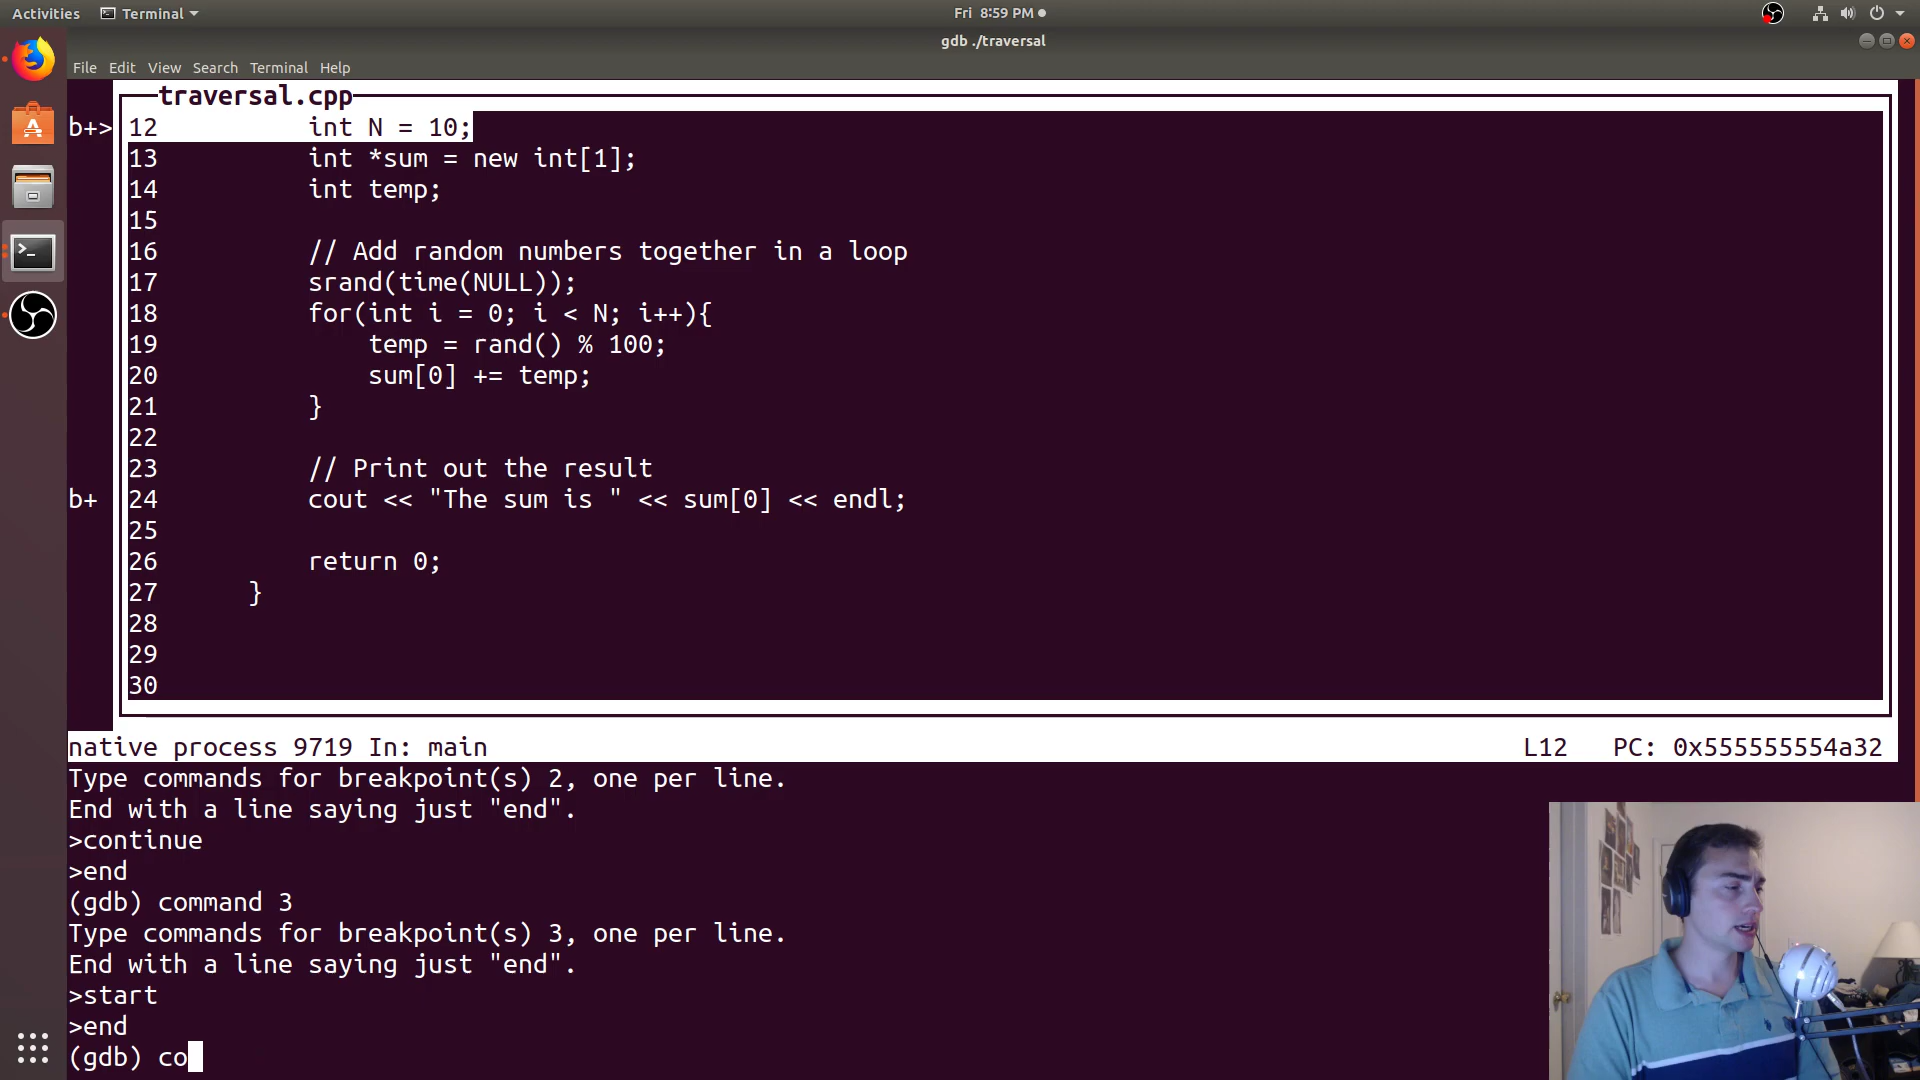 Activities Terminal Fri 8:59 PM
gdb ./traversal
File Edit View Search Terminal Help
traversal.cpp
b+> 12 int N = 10;
13 int *sum = new int[1];
14 int temp;
15
16 // Add random numbers together in a loop
17 srand(time(NULL));
18 for(int i = 0; i < N; i++){
19 temp = rand() % 100;
20 sum[0] += temp;
21 }
22
23 // Print out the result
b+ 24 cout << "The sum is " << sum[0] << endl;
25
26 return 0;
27 }
28
29
30
native process 9719 In: main L12 PC: 0x555555554a32
Type commands for breakpoint(s) 2, one per line.
End with a line saying just "end".
>continue
>end
(gdb) command 3
Type commands for breakpoint(s) 3, one per line.
End with a line saying just "end".
>start
>end
(gdb) co